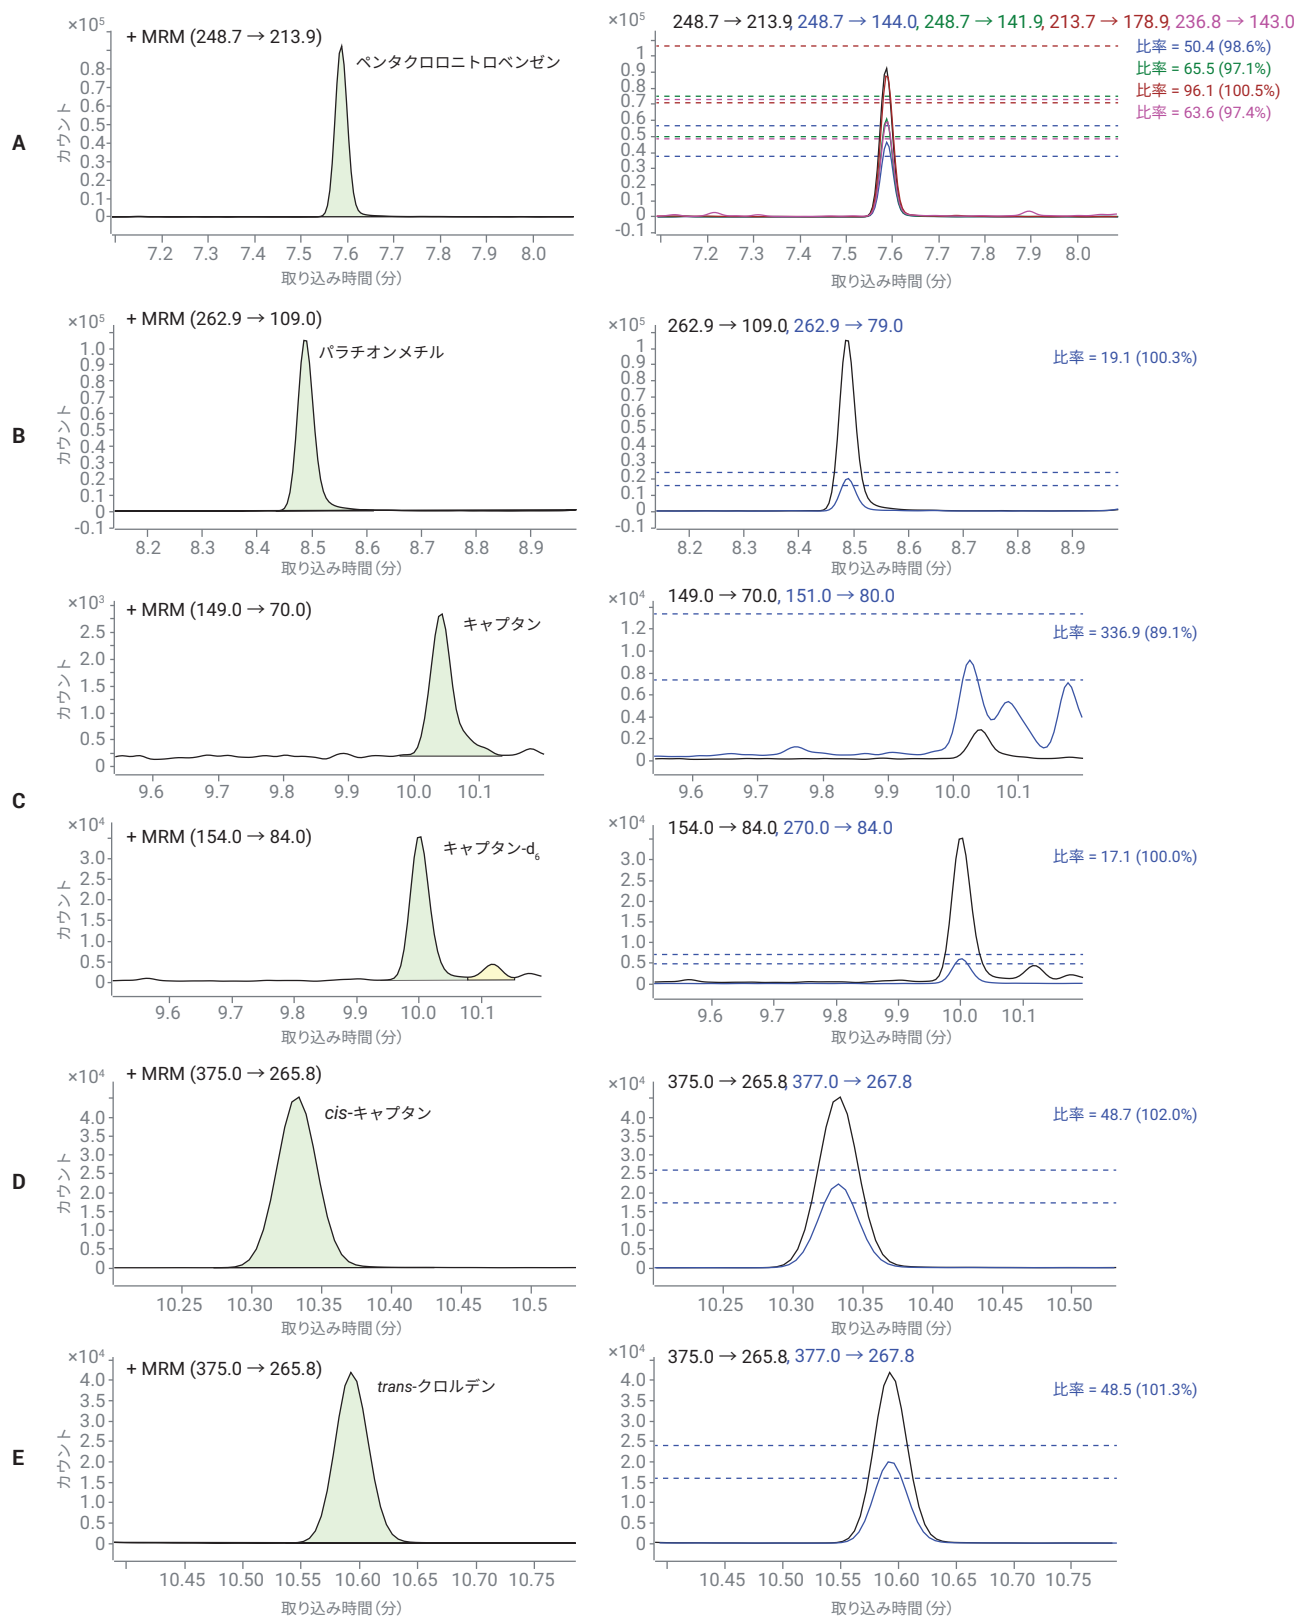 A
×10⁵
+ MRM (248.7 → 213.9)
ペンタクロロニトロベンゼン
カウント
0.8
0.7
0.6
0.5
0.4
0.3
0.2
0.1
0
7.2 7.3 7.4 7.5 7.6 7.7 7.8 7.9 8.0
取り込み時間（分）
×10⁵
248.7 → 213.9, 248.7 → 144.0, 248.7 → 141.9, 213.7 → 178.9, 236.8 → 143.0
比率 = 50.4 (98.6%)
比率 = 65.5 (97.1%)
比率 = 96.1 (100.5%)
比率 = 63.6 (97.4%)
1
0.9
0.8
0.7
0.6
0.5
0.4
0.3
0.2
0.1
0
-0.1
7.2 7.3 7.4 7.5 7.6 7.7 7.8 7.9 8.0
取り込み時間（分）
B
×10⁵
+ MRM (262.9 → 109.0)
パラチオンメチル
カウント
1.0
0.9
0.8
0.7
0.6
0.5
0.4
0.3
0.2
0.1
0
-0.1
8.2 8.3 8.4 8.5 8.6 8.7 8.8 8.9
取り込み時間（分）
×10⁵
262.9 → 109.0, 262.9 → 79.0
比率 = 19.1 (100.3%)
1
0.9
0.8
0.7
0.6
0.5
0.4
0.3
0.2
0.1
0
-0.1
8.2 8.3 8.4 8.5 8.6 8.7 8.8 8.9
取り込み時間（分）
C
×10³
+ MRM (149.0 → 70.0)
キャプタン
カウント
2.5
2.0
1.5
1.0
0.5
0
9.6 9.7 9.8 9.9 10.0 10.1
×10⁴
149.0 → 70.0, 151.0 → 80.0
比率 = 336.9 (89.1%)
1.2
1.0
0.8
0.6
0.4
0.2
0
9.6 9.7 9.8 9.9 10.0 10.1
×10⁴
+ MRM (154.0 → 84.0)
キャプタン-d₆
カウント
3.0
2.5
2.0
1.5
1.0
0.5
0
9.6 9.7 9.8 9.9 10.0 10.1
取り込み時間（分）
×10⁴
154.0 → 84.0, 270.0 → 84.0
比率 = 17.1 (100.0%)
3.0
2.5
2.0
1.5
1.0
0.5
0
9.6 9.7 9.8 9.9 10.0 10.1
取り込み時間（分）
D
×10⁴
+ MRM (375.0 → 265.8)
cis-キャプタン
カウント
4.0
3.5
3.0
2.5
2.0
1.5
1.0
0.5
0
10.25 10.30 10.35 10.40 10.45 10.5
取り込み時間（分）
×10⁴
375.0 → 265.8, 377.0 → 267.8
比率 = 48.7 (102.0%)
4.0
3.5
3.0
2.5
2.0
1.5
1.0
0.5
0
10.25 10.30 10.35 10.40 10.45 10.50
取り込み時間（分）
E
×10⁴
+ MRM (375.0 → 265.8)
trans-クロルデン
カウント
4.0
3.5
3.0
2.5
2.0
1.5
1.0
0.5
0
10.45 10.50 10.55 10.60 10.70 10.75
取り込み時間（分）
×10⁴
375.0 → 265.8, 377.0 → 267.8
比率 = 48.5 (101.3%)
4.0
3.5
3.0
2.5
2.0
1.5
1.0
0.5
0
10.45 10.50 10.55 10.60 10.70 10.75
取り込み時間（分）